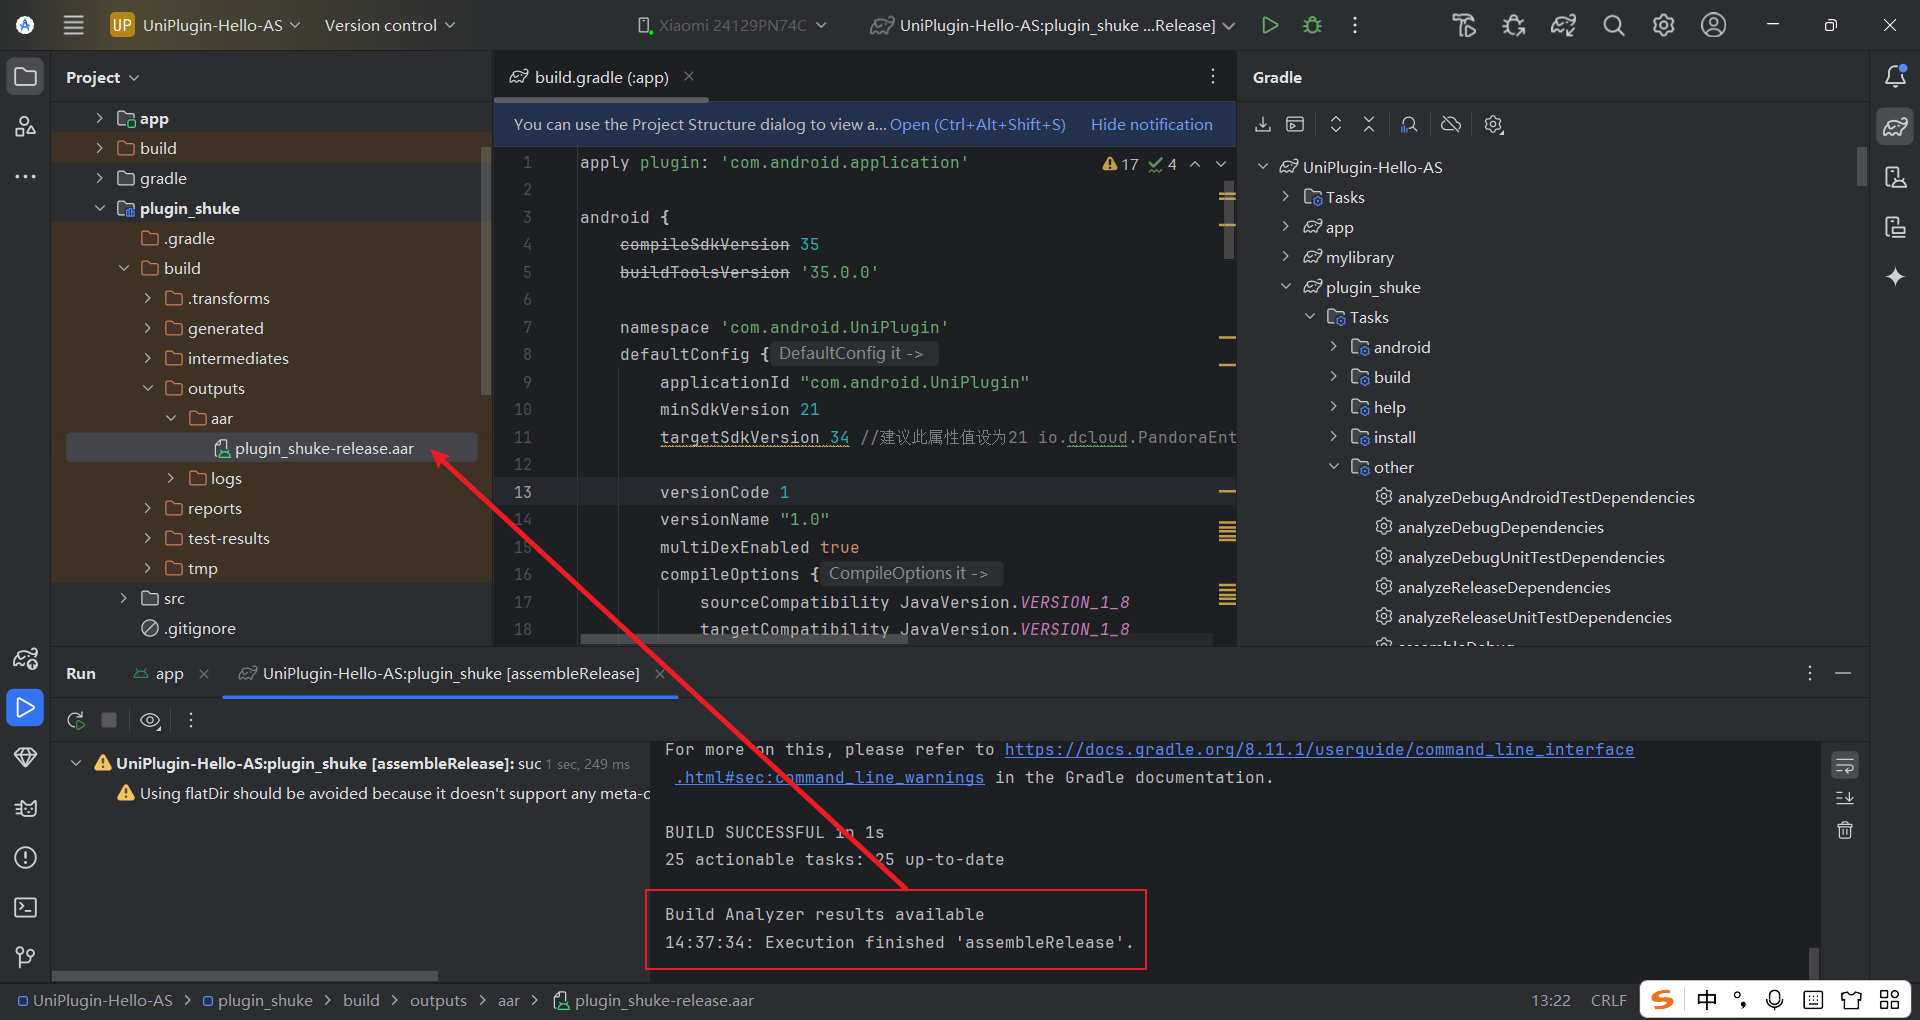 UP UniPlugin-Hello-AS Version control Xiaomi 24129PN74C UniPlugin-Hello-AS:plugin_shuke ...Release]
Project
app
build
gradle
plugin_shuke
.gradle
build
.transforms
generated
intermediates
outputs
aar
plugin_shuke-release.aar
logs
reports
test-results
tmp
src
.gitignore
build.gradle (:app)
You can use the Project Structure dialog to view a... Open (Ctrl+Alt+Shift+S) Hide notification
17 4
1 apply plugin: 'com.android.application'
2
3 android {
4 compileSdkVersion 35
5 buildToolsVersion '35.0.0'
6
7 namespace 'com.android.UniPlugin'
8 defaultConfig { DefaultConfig it ->
9 applicationId "com.android.UniPlugin"
10 minSdkVersion 21
11 targetSdkVersion 34 //建议此属性值设为21 io.dcloud.PandoraEnt
12
13 versionCode 1
14 versionName "1.0"
15 multiDexEnabled true
16 compileOptions { CompileOptions it ->
17 sourceCompatibility JavaVersion.VERSION_1_8
18 targetCompatibility JavaVersion.VERSION_1_8
Gradle
UniPlugin-Hello-AS
Tasks
app
mylibrary
plugin_shuke
Tasks
android
build
help
install
other
analyzeDebugAndroidTestDependencies
analyzeDebugDependencies
analyzeDebugUnitTestDependencies
analyzeReleaseDependencies
analyzeReleaseUnitTestDependencies
assembleDebug
Run app UniPlugin-Hello-AS:plugin_shuke [assembleRelease]
UniPlugin-Hello-AS:plugin_shuke [assembleRelease]: suc 1 sec, 249 ms
Using flatDir should be avoided because it doesn't support any meta-d
For more on this, please refer to https://docs.gradle.org/8.11.1/userguide/command_line_interface
.html#sec:command_line_warnings in the Gradle documentation.
BUILD SUCCESSFUL in 1s
25 actionable tasks: 25 up-to-date
Build Analyzer results available
14:37:34: Execution finished 'assembleRelease'.
UniPlugin-Hello-AS > plugin_shuke > build > outputs > aar > plugin_shuke-release.aar
13:22 CRLF
S 中 °,